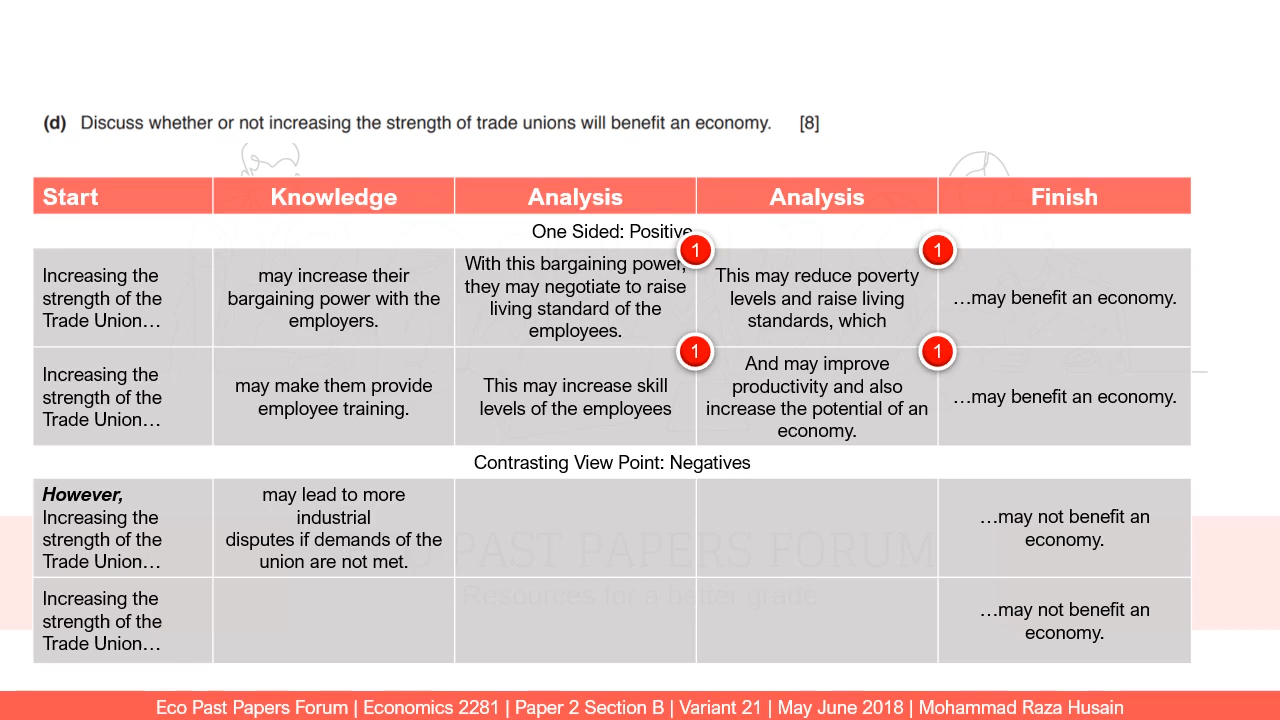 (d) Discuss whether or not increasing the strength of trade unions will benefit an economy. [8]
Start Knowledge Analysis Analysis Finish
One Sided: Positive
Increasing the
strength of the
Trade Union…
may increase their
bargaining power with the
employers.
With this bargaining power,
they may negotiate to raise
living standard of the
employees.
1
This may reduce poverty
levels and raise living
standards, which
1
…may benefit an economy.
Increasing the
strength of the
Trade Union…
may make them provide
employee training.
This may increase skill
levels of the employees
1
And may improve
productivity and also
increase the potential of an
economy.
1
…may benefit an economy.
Contrasting View Point: Negatives
However,
Increasing the
strength of the
Trade Union…
may lead to more
industrial
disputes if demands of the
union are not met.
…may not benefit an
economy.
PAST PAPERS FORUM
Resources for a better grade
Increasing the
strength of the
Trade Union…
…may not benefit an
economy.
Eco Past Papers Forum | Economics 2281 | Paper 2 Section B | Variant 21 | May June 2018 | Mohammad Raza Husain